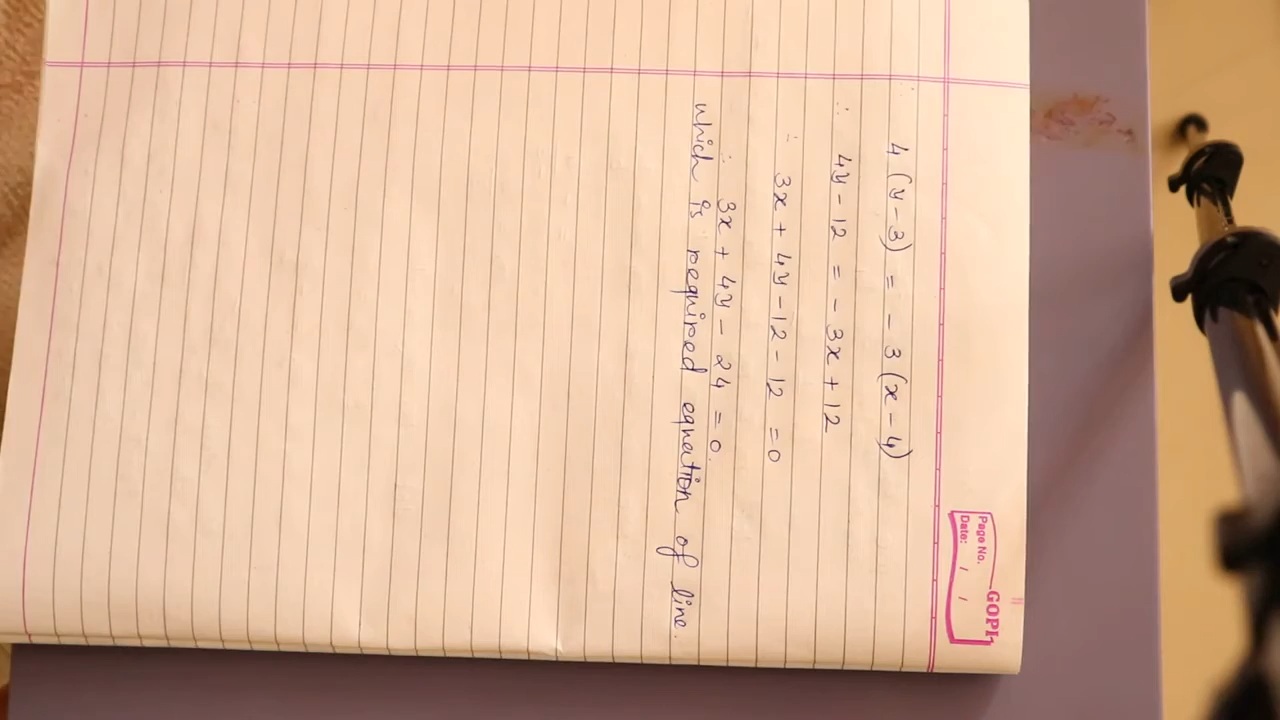 GOPI
Page No.
Date: / /
4 (y - 3) = - 3 (x - 4)
∴ 4y - 12 = - 3x + 12
∴ 3x + 4y - 12 - 12 = 0
∴ 3x + 4y - 24 = 0.
which is required equation of line.